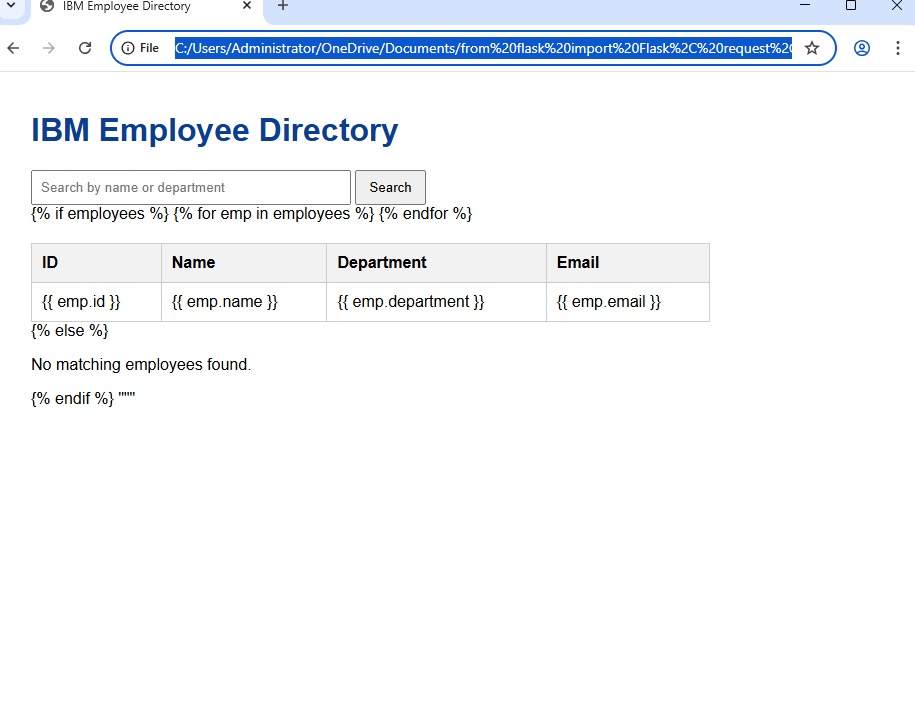 IBM Employee Directory
File C:/Users/Administrator/OneDrive/Documents/from%20flask%20import%20Flask%2C%20request%2
IBM Employee Directory
Search by name or department Search
{% if employees %} {% for emp in employees %} {% endfor %}
ID Name Department Email
{{ emp.id }} {{ emp.name }} {{ emp.department }} {{ emp.email }}
{% else %}
No matching employees found.
{% endif %} """